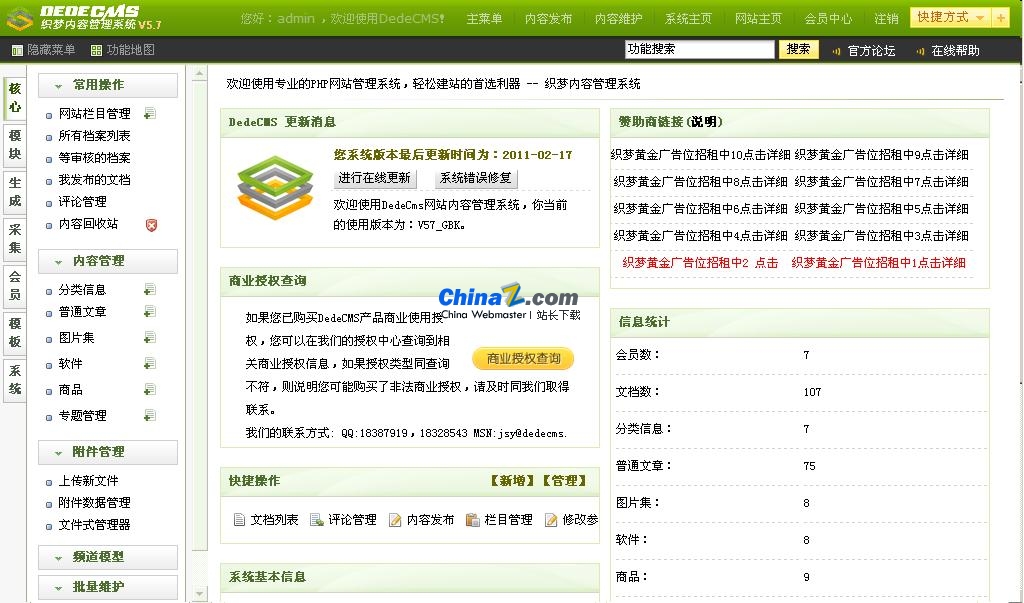 DEDECMS
织梦内容管理系统 V5.7
您好：admin ，欢迎使用DedeCMS！
主菜单 内容发布 内容维护 系统主页 网站主页 会员中心 注销 快捷方式 +
隐藏菜单 功能地图
功能搜索 搜索 官方论坛 在线帮助
核心
模块
生成
采集
会员
模板
系统
常用操作
网站栏目管理
所有档案列表
等审核的档案
我发布的文档
评论管理
内容回收站
内容管理
分类信息
普通文章
图片集
软件
商品
专题管理
附件管理
上传新文件
附件数据管理
文件式管理器
频道模型
批量维护
欢迎使用专业的PHP网站管理系统，轻松建站的首选利器 -- 织梦内容管理系统
DedeCMS 更新消息
您系统版本最后更新时间为：2011-02-17
进行在线更新 系统错误修复
欢迎使用DedeCms网站内容管理系统，你当前
的使用版本为：V57_GBK。
商业授权查询
如果您已购买DedeCMS产品商业使用授
权，您可以在我们的授权中心查询到相
关商业授权信息，如果授权类型同查询
不符，则说明您可能购买了非法商业授权，请及时同我们取得
联系。
我们的联系方式：QQ:18387919，18328543 MSN:jsy@dedecms.
商业授权查询
ChinaZ.com
China Webmaster | 站长下载
快捷操作 【新增】【管理】
文档列表 评论管理 内容发布 栏目管理 修改参
系统基本信息
赞助商链接(说明)
织梦黄金广告位招租中10点击详细 织梦黄金广告位招租中9点击详细
织梦黄金广告位招租中8点击详细 织梦黄金广告位招租中7点击详细
织梦黄金广告位招租中6点击详细 织梦黄金广告位招租中5点击详细
织梦黄金广告位招租中4点击详细 织梦黄金广告位招租中3点击详细
织梦黄金广告位招租中2 点击 织梦黄金广告位招租中1点击详细
信息统计
会员数： 7
文档数： 107
分类信息： 7
普通文章： 75
图片集： 8
软件： 8
商品： 9